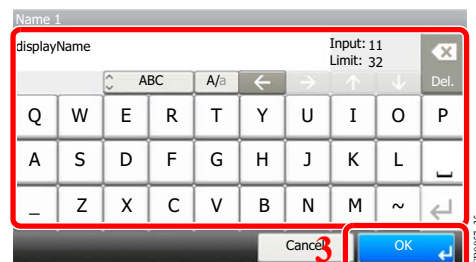 Name 1
displayName
Input: 11
Limit: 32
ABC
A/a
← → ↑ ↓
Del.
Q W E R T Y U I O P
A S D F G H J K L
_ Z X C V B N M ~
Cancel
3
OK